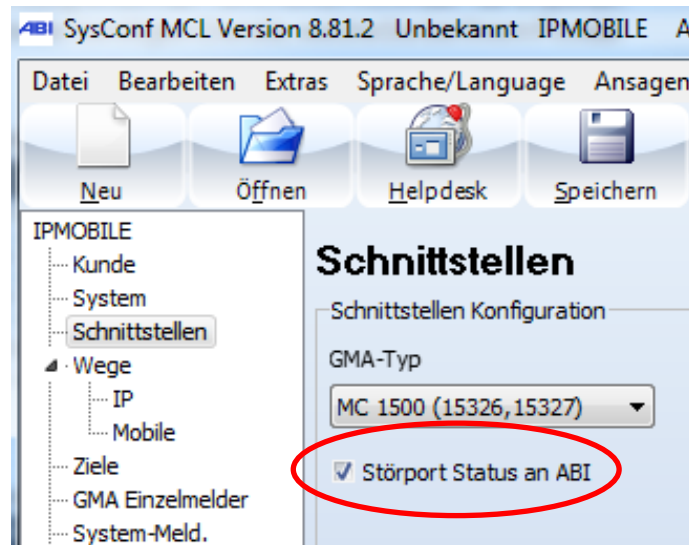 ABI SysConf MCL Version 8.81.2 Unbekannt IPMOBILE A
Datei Bearbeiten Extras Sprache/Language Ansagen
Neu Öffnen Helpdesk Speichern
IPMOBILE
Kunde
System
Schnittstellen
Wege
IP
Mobile
Ziele
GMA Einzelmelder
System-Meld.
Schnittstellen
Schnittstellen Konfiguration
GMA-Typ
MC 1500 (15326,15327)
Störport Status an ABI